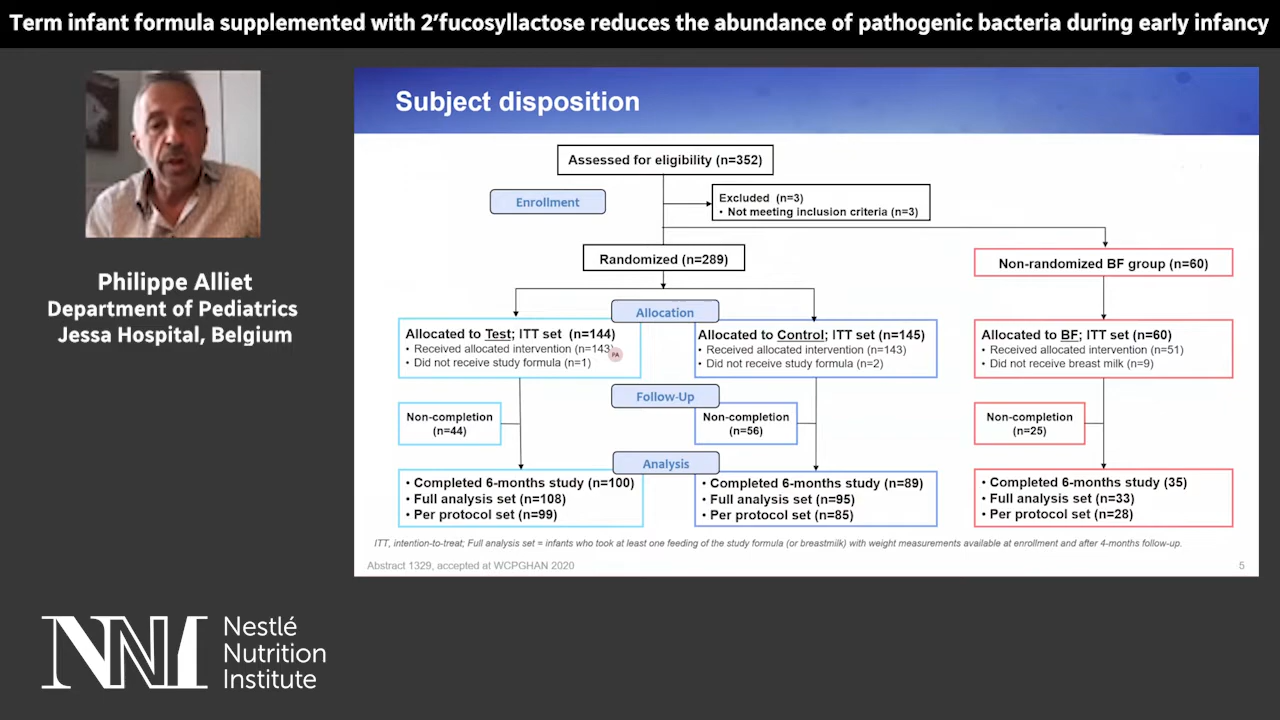 Term infant formula supplemented with 2'fucosyllactose reduces the abundance of pathogenic bacteria during early infancy
Philippe Alliet
Department of Pediatrics
Jessa Hospital, Belgium
Subject disposition
Assessed for eligibility (n=352)
Enrollment
Excluded (n=3)
• Not meeting inclusion criteria (n=3)
Randomized (n=289)
Non-randomized BF group (n=60)
Allocation
Allocated to Test; ITT set (n=144)
• Received allocated intervention (n=143)
• Did not receive study formula (n=1)
PA
Allocated to Control; ITT set (n=145)
• Received allocated intervention (n=143)
• Did not receive study formula (n=2)
Allocated to BF; ITT set (n=60)
• Received allocated intervention (n=51)
• Did not receive breast milk (n=9)
Follow-Up
Non-completion
(n=44)
Non-completion
(n=56)
Non-completion
(n=25)
Analysis
• Completed 6-months study (n=100)
• Full analysis set (n=108)
• Per protocol set (n=99)
• Completed 6-months study (n=89)
• Full analysis set (n=95)
• Per protocol set (n=85)
• Completed 6-months study (35)
• Full analysis set (n=33)
• Per protocol set (n=28)
ITT, intention-to-treat; Full analysis set = infants who took at least one feeding of the study formula (or breastmilk) with weight measurements available at enrollment and after 4-months follow-up.
Abstract 1329, accepted at WCPGHAN 2020
5
NNI
Nestlé
Nutrition
Institute